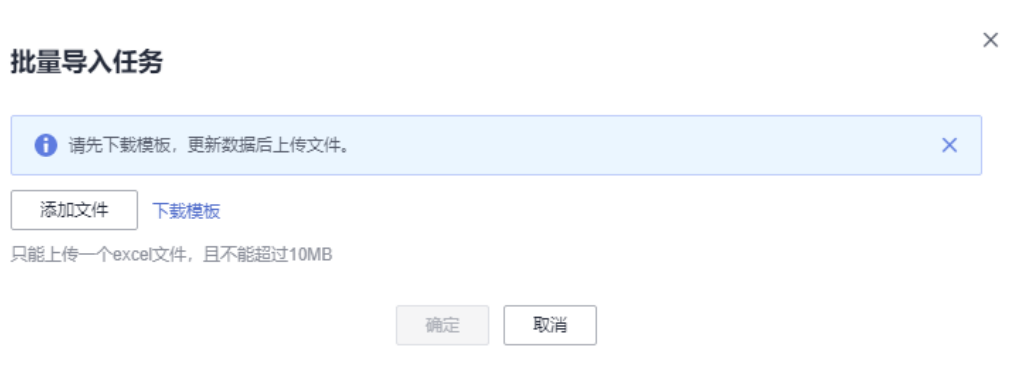 批量导入任务
请先下载模板，更新数据后上传文件。
添加文件 下载模板
只能上传一个excel文件，且不能超过10MB
确定 取消